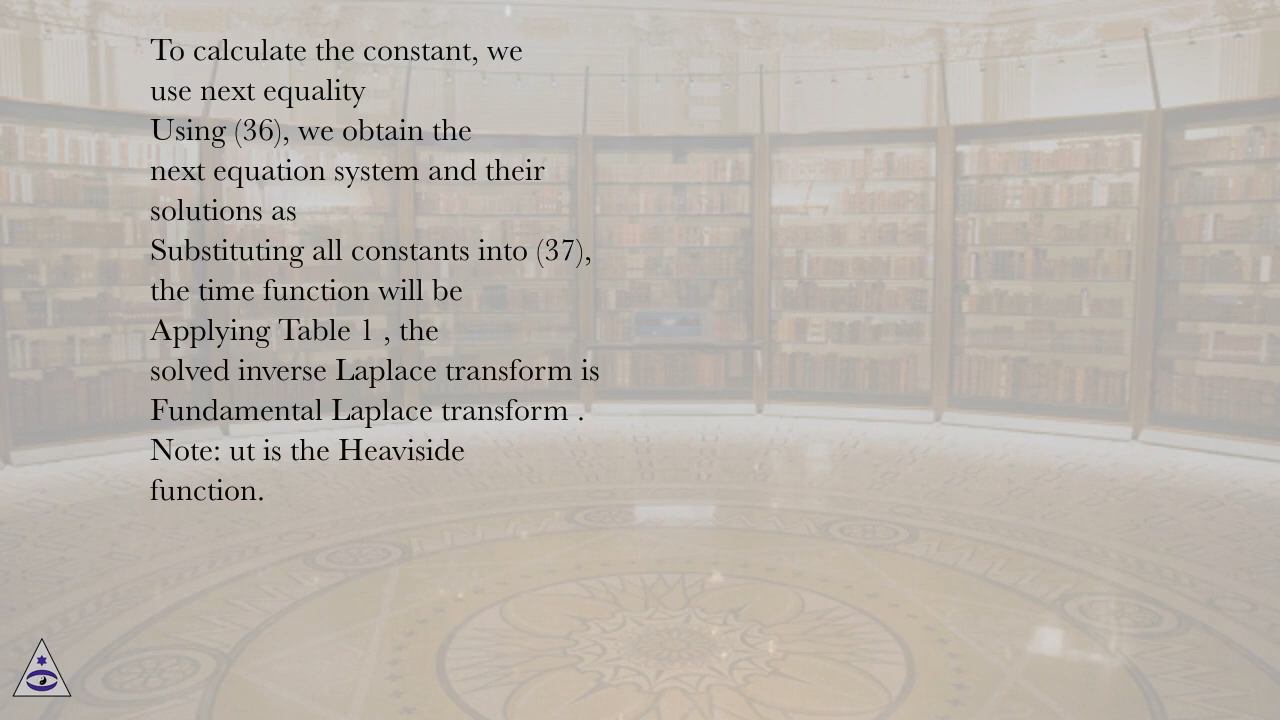 To calculate the constant, we
use next equality
Using (36), we obtain the
next equation system and their
solutions as
Substituting all constants into (37),
the time function will be
Applying Table 1 , the
solved inverse Laplace transform is
Fundamental Laplace transform .
Note: ut is the Heaviside
function.